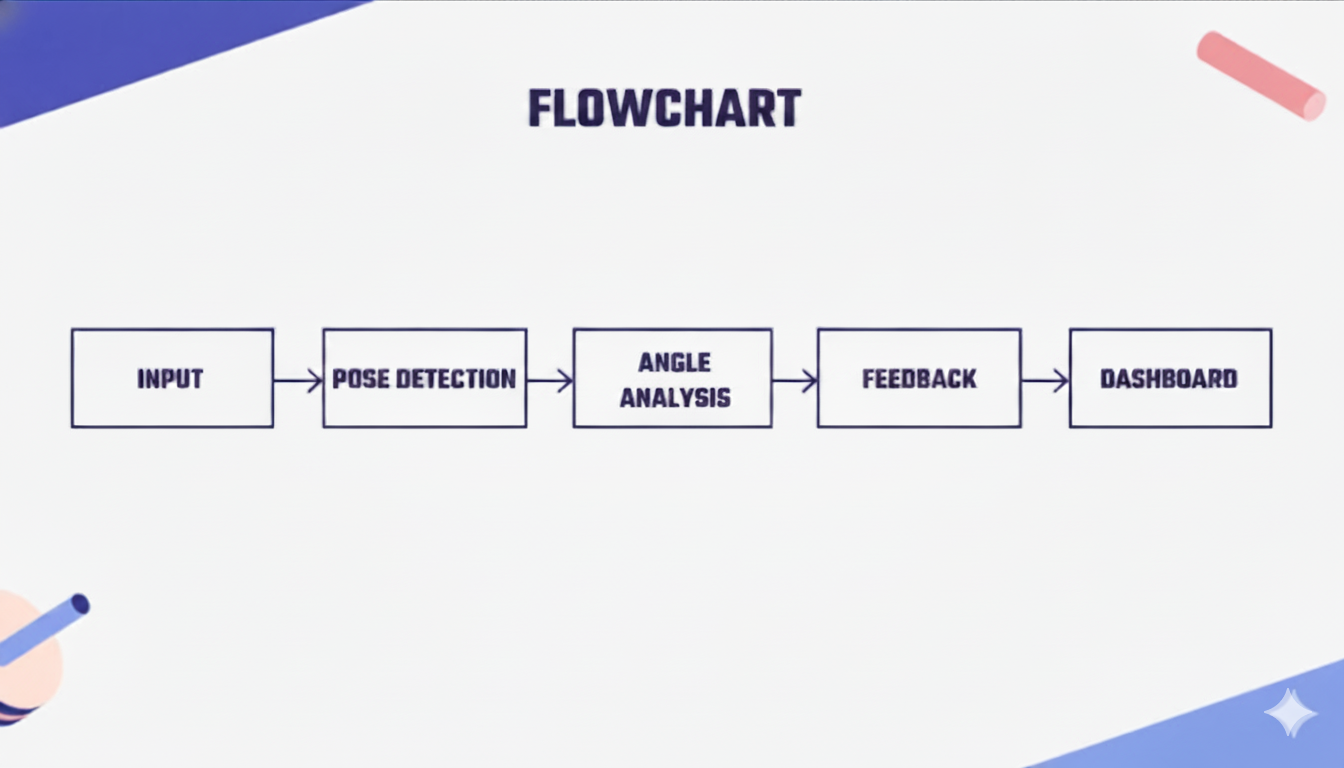 FLOWCHART
INPUT
POSE DETECTION
ANGLE
ANALYSIS
FEEDBACK
DASHBOARD